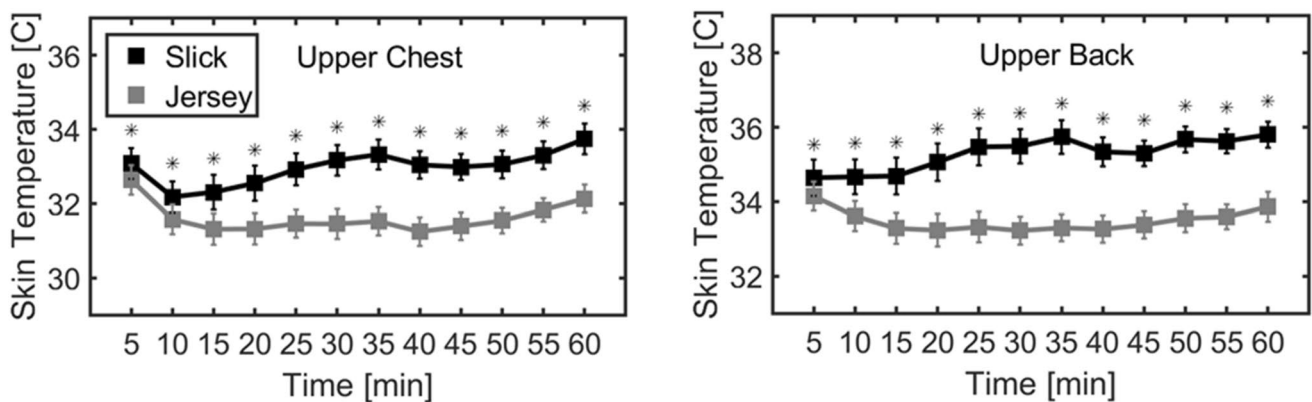 Skin Temperature [C]
36
34
32
30
Slick
Jersey
Upper Chest
* * * * * * * * * * * *
5 10 15 20 25 30 35 40 45 50 55 60
Time [min]
Skin Temperature [C]
38
36
34
32
Upper Back
* * * * * * * * * * * *
5 10 15 20 25 30 35 40 45 50 55 60
Time [min]